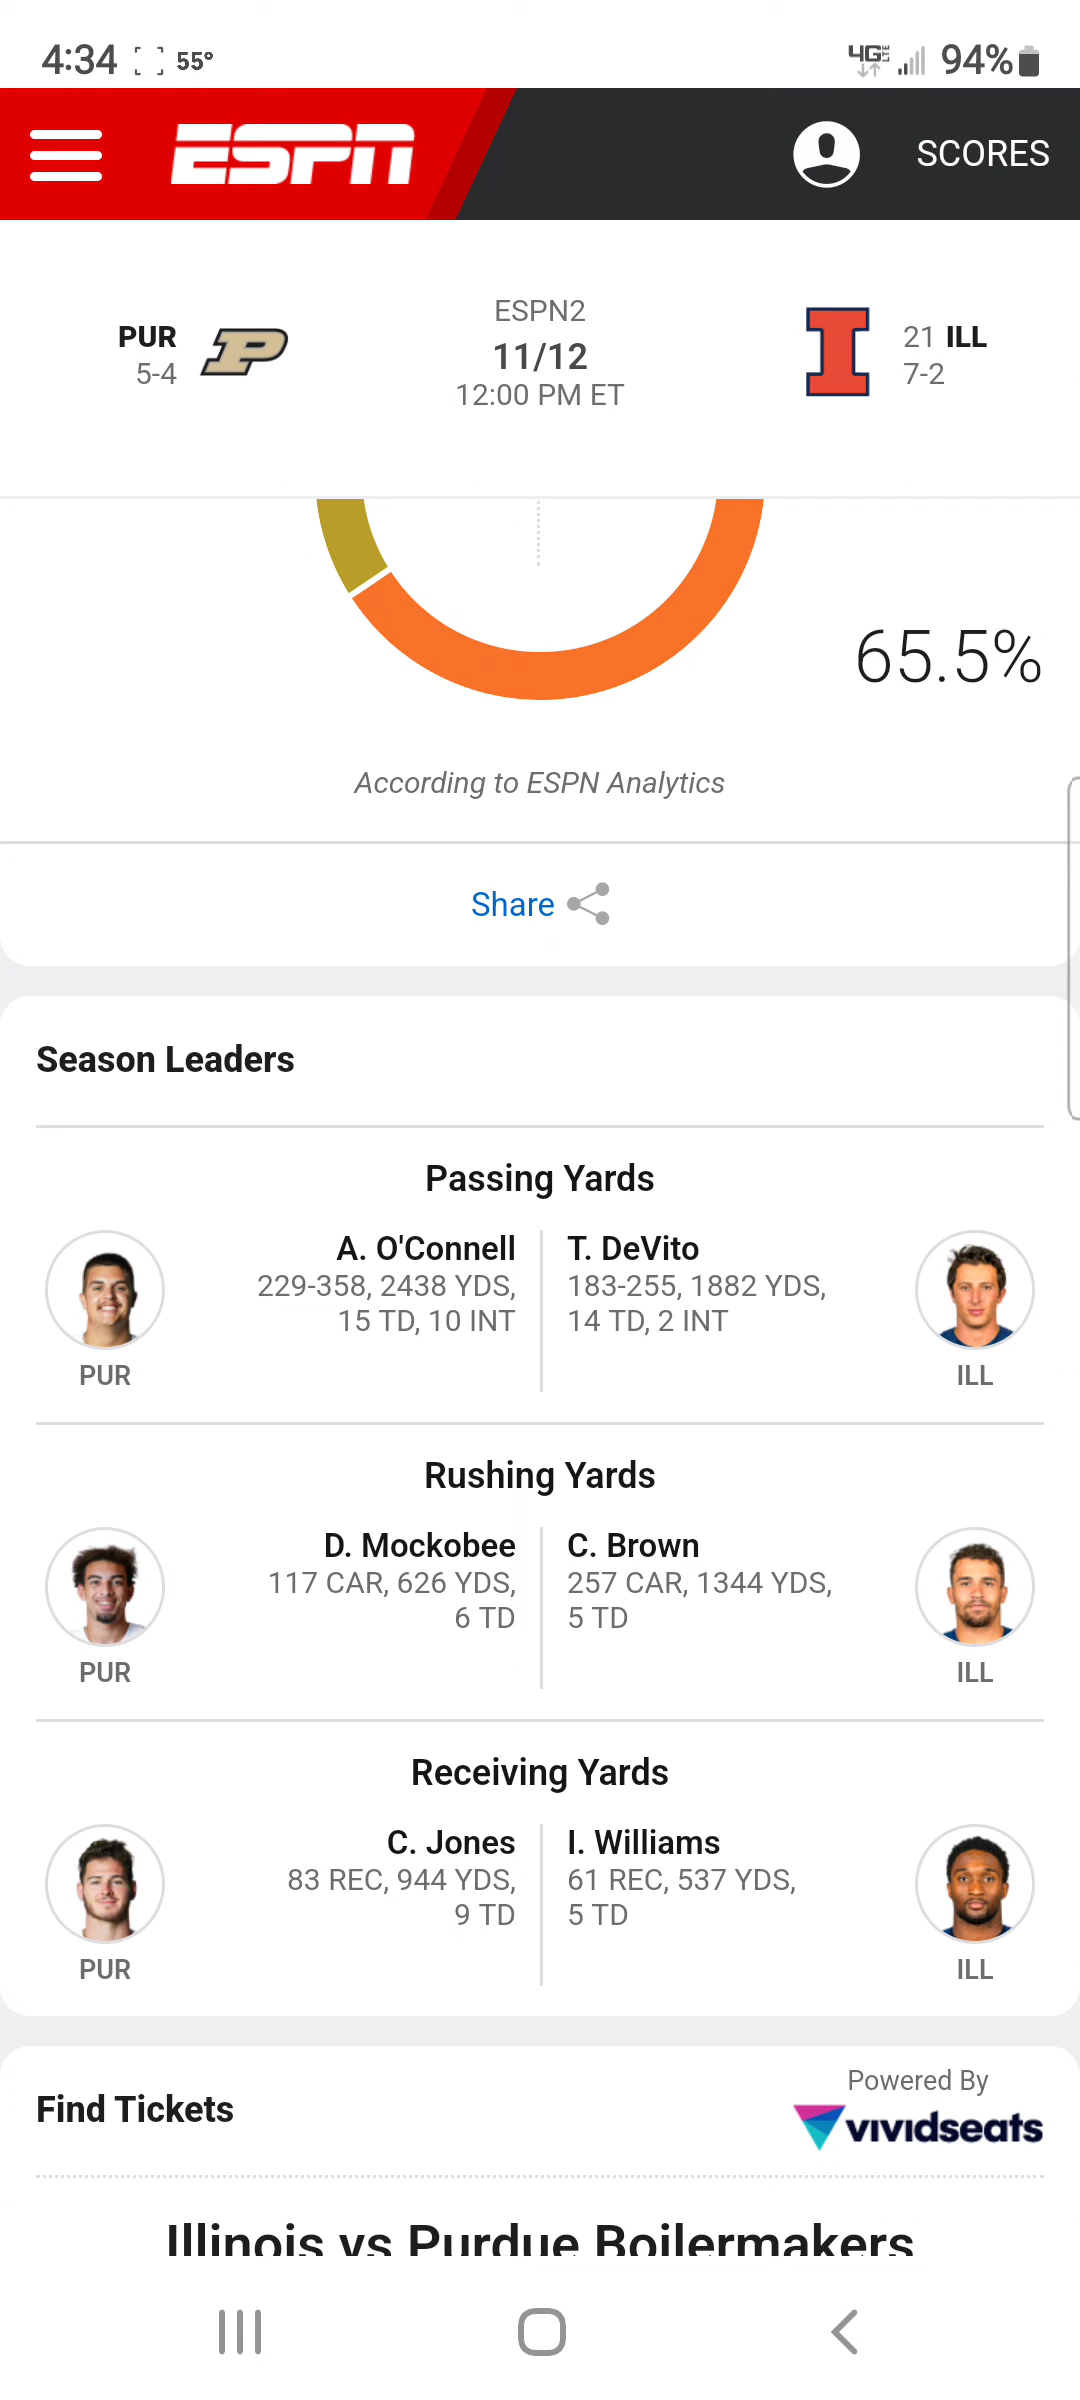 4:34 55° 4G LTE 94%
ESPN SCORES
ESPN2
PUR 11/12 21 ILL
5-4 12:00 PM ET 7-2
65.5%
According to ESPN Analytics
Share
Season Leaders
Passing Yards
A. O'Connell T. DeVito
229-358, 2438 YDS, 183-255, 1882 YDS,
15 TD, 10 INT 14 TD, 2 INT
PUR ILL
Rushing Yards
D. Mockobee C. Brown
117 CAR, 626 YDS, 257 CAR, 1344 YDS,
6 TD 5 TD
PUR ILL
Receiving Yards
C. Jones I. Williams
83 REC, 944 YDS, 61 REC, 537 YDS,
9 TD 5 TD
PUR ILL
Powered By
Find Tickets vividseats
Illinois vs Purdue Boilermakers